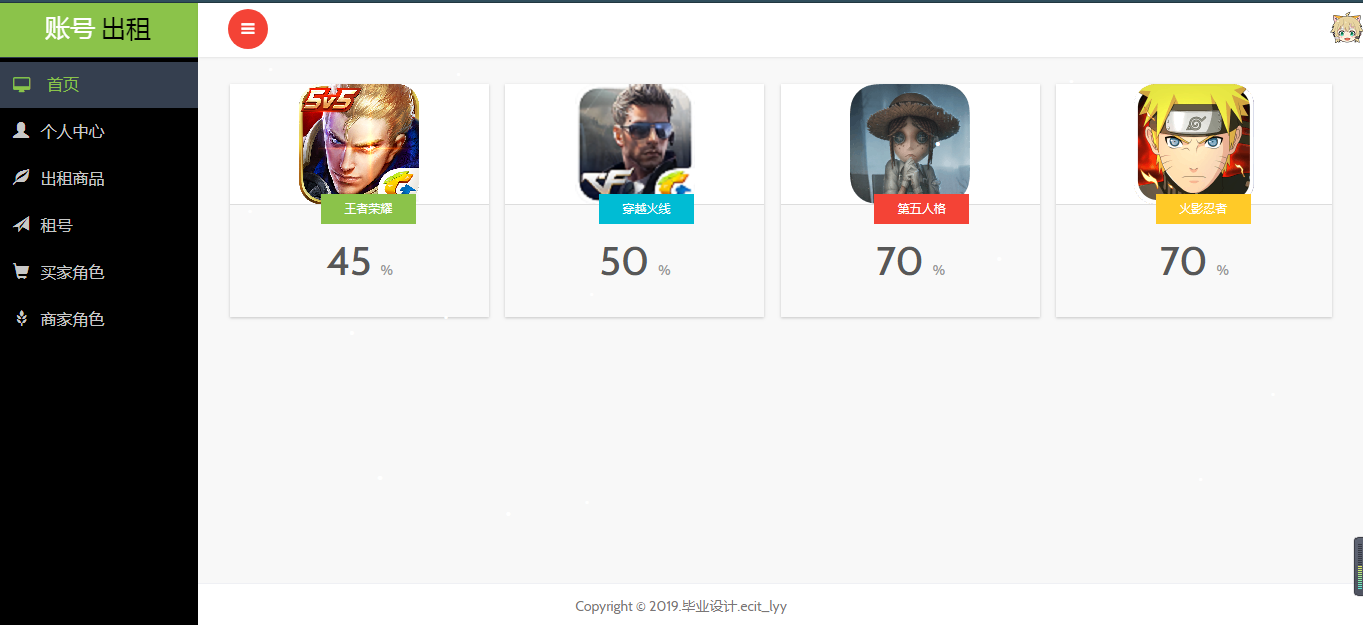 账号 出租
首页
个人中心
出租商品
租号
买家角色
商家角色
5v5
王者荣耀
45 %
CF
穿越火线
50 %
第五人格
70 %
火影忍者
70 %
Copyright © 2019.毕业设计.ecit_lyy